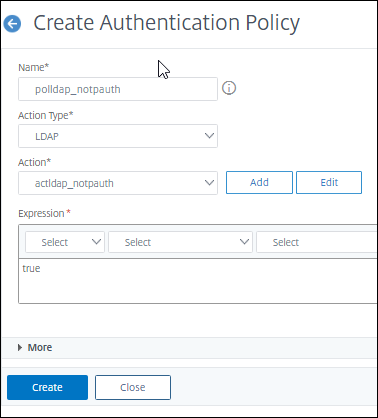 Create Authentication Policy
Name*
polldap_notpauth
Action Type*
LDAP
Action*
actldap_notpauth
Add
Edit
Expression *
Select
Select
Select
true
More
Create
Close